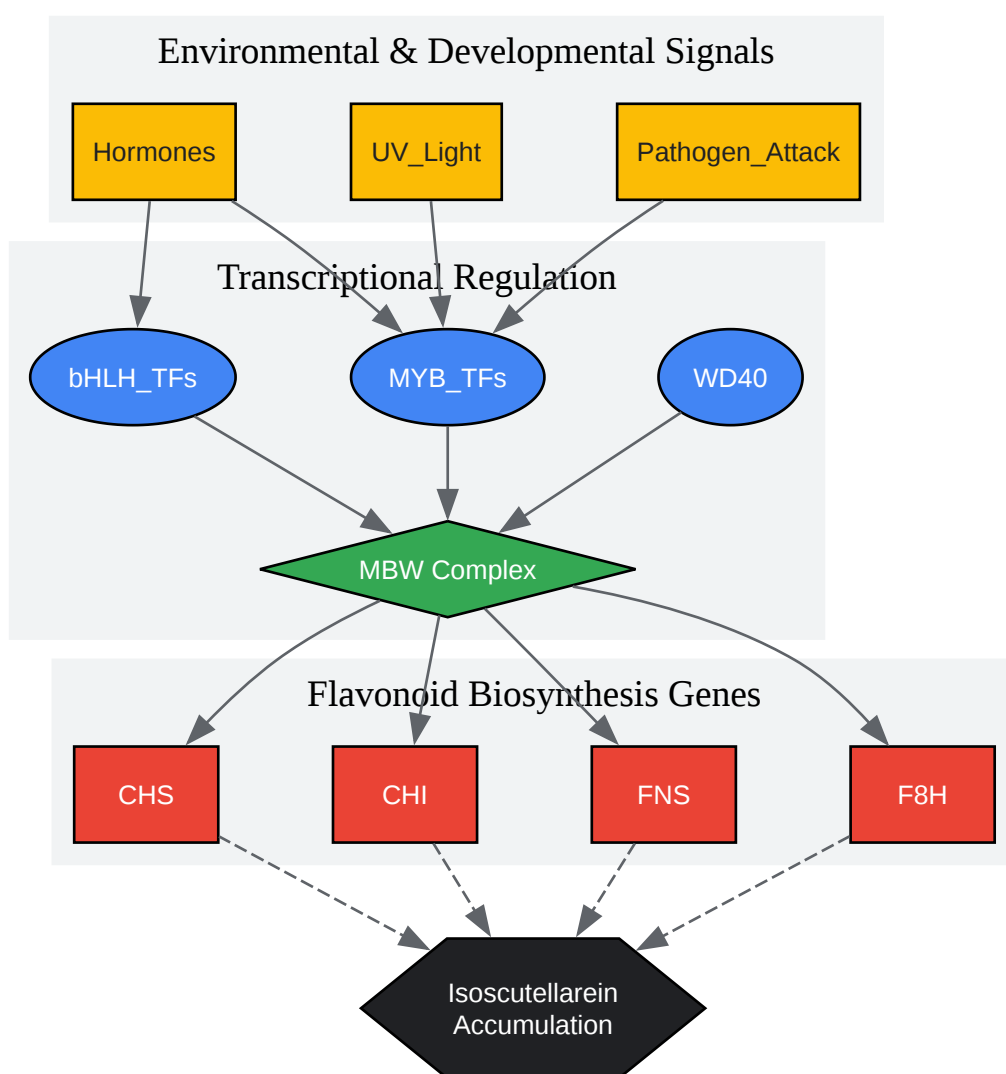 Environmental & Developmental Signals
Hormones
UV_Light
Pathogen_Attack
Transcriptional Regulation
bHLH_TFs
MYB_TFs
WD40
MBW Complex
Flavonoid Biosynthesis Genes
CHS
CHI
FNS
F8H
Isoscutellarein
Accumulation